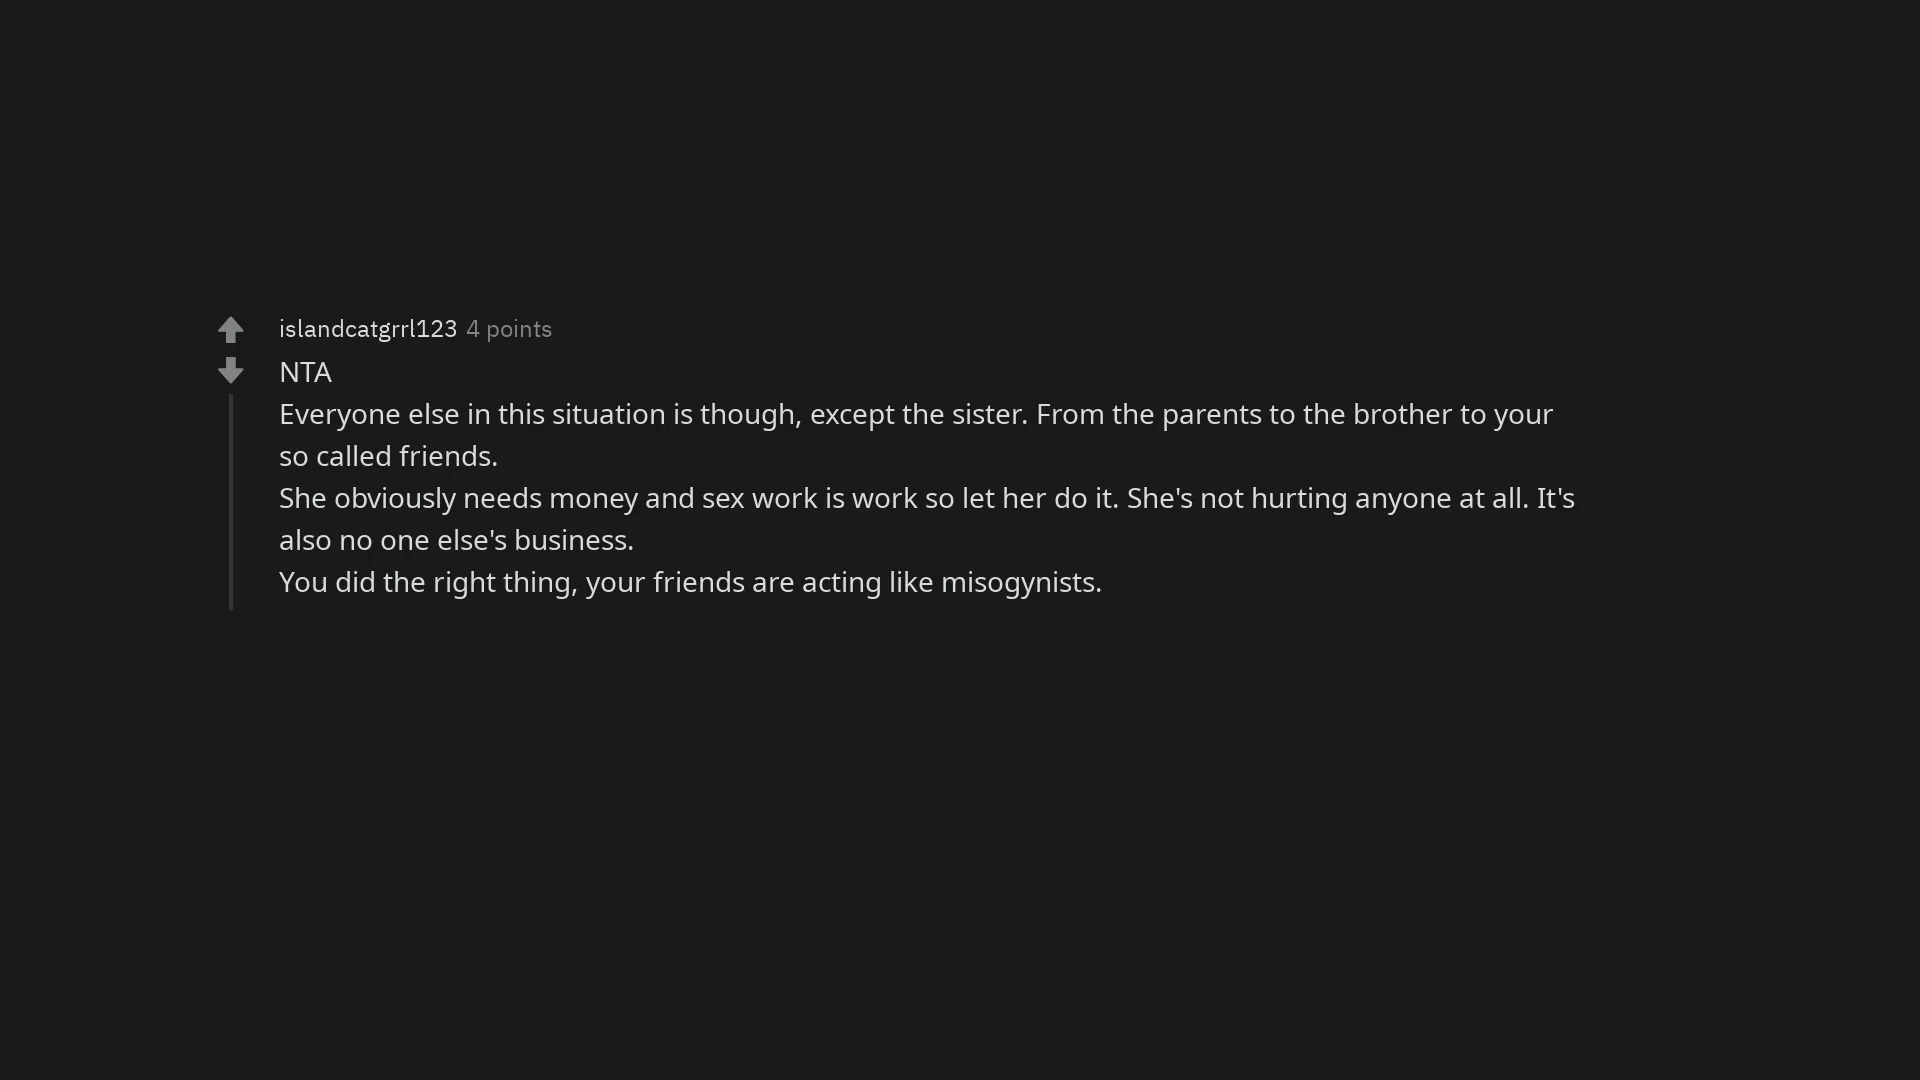 islandcatgrrl123 4 points
NTA
Everyone else in this situation is though, except the sister. From the parents to the brother to your
so called friends.
She obviously needs money and sex work is work so let her do it. She's not hurting anyone at all. It's
also no one else's business.
You did the right thing, your friends are acting like misogynists.